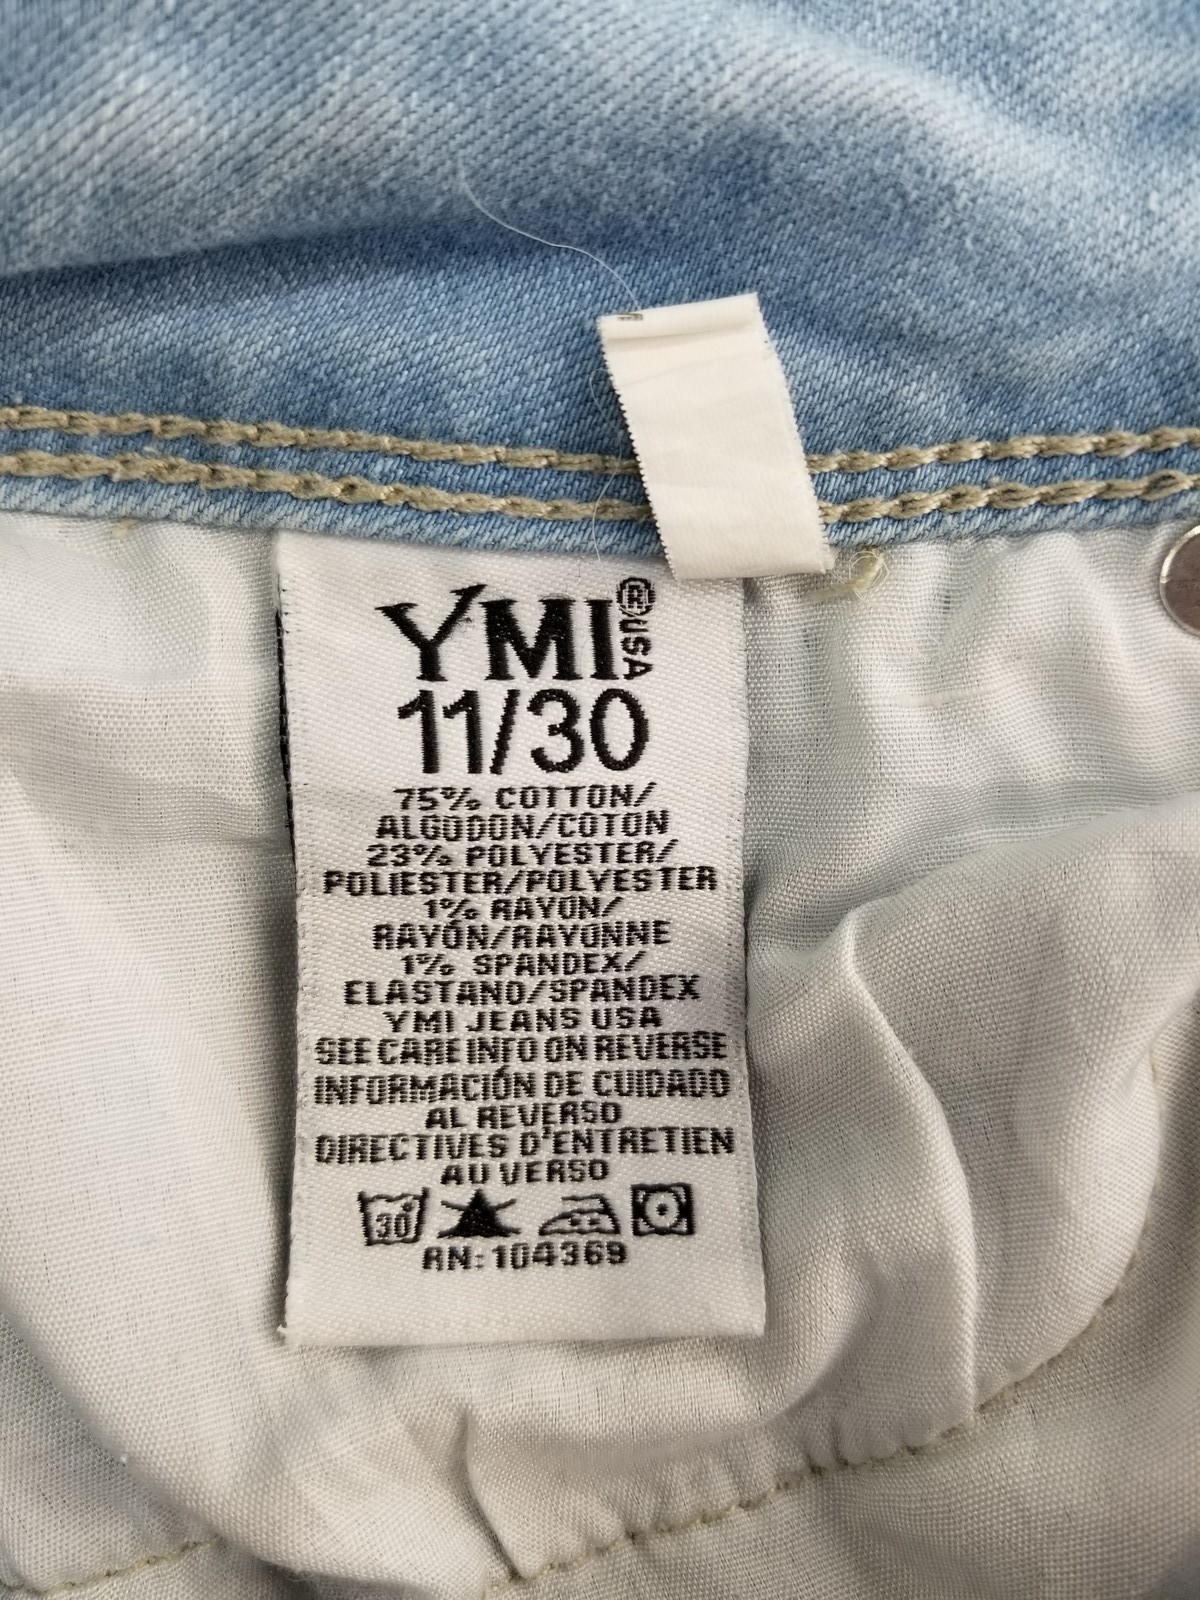 YMI® USA
11/30
75% COTTON/
ALGODON/COTON
23% POLYESTER/
POLIESTER/POLYESTER
1% RAYON/
RAYÓN/RAYONNE
1% SPANDEX/
ELASTANO/SPANDEX
YMI JEANS USA
SEE CARE INFO ON REVERSE
INFORMACIÓN DE CUIDADO
AL REVERSO
DIRECTIVES D'ENTRETIEN
AU VERSO
30°
RN: 104369